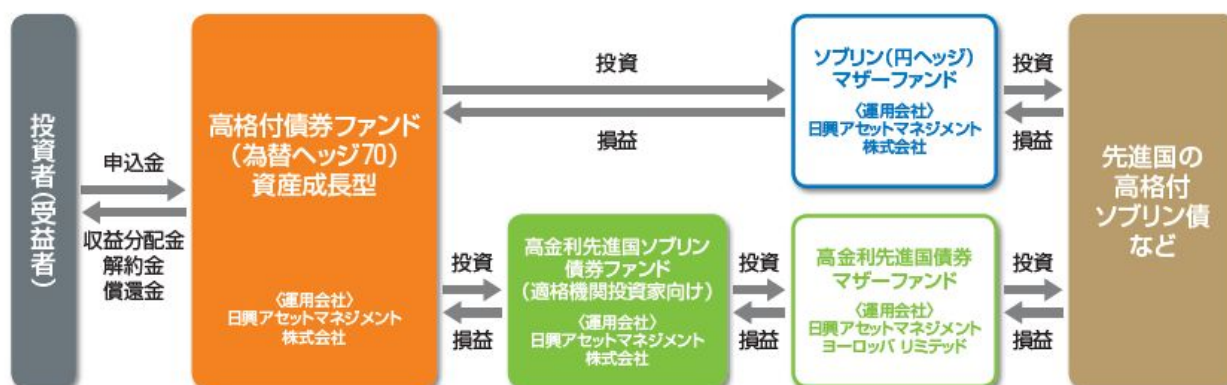 投資者（受益者）
申込金
収益分配金
解約金
償還金
高格付債券ファンド
（為替ヘッジ70）
資産成長型
〈運用会社〉
日興アセットマネジメント
株式会社
投資
損益
ソブリン（円ヘッジ）
マザーファンド
〈運用会社〉
日興アセットマネジメント
株式会社
投資
損益
投資
損益
高金利先進国ソブリン
債券ファンド
（適格機関投資家向け）
〈運用会社〉
日興アセットマネジメント
株式会社
投資
損益
高金利先進国債券
マザーファンド
〈運用会社〉
日興アセットマネジメント
ヨーロッパ リミテッド
投資
損益
先進国の
高格付
ソブリン債
など